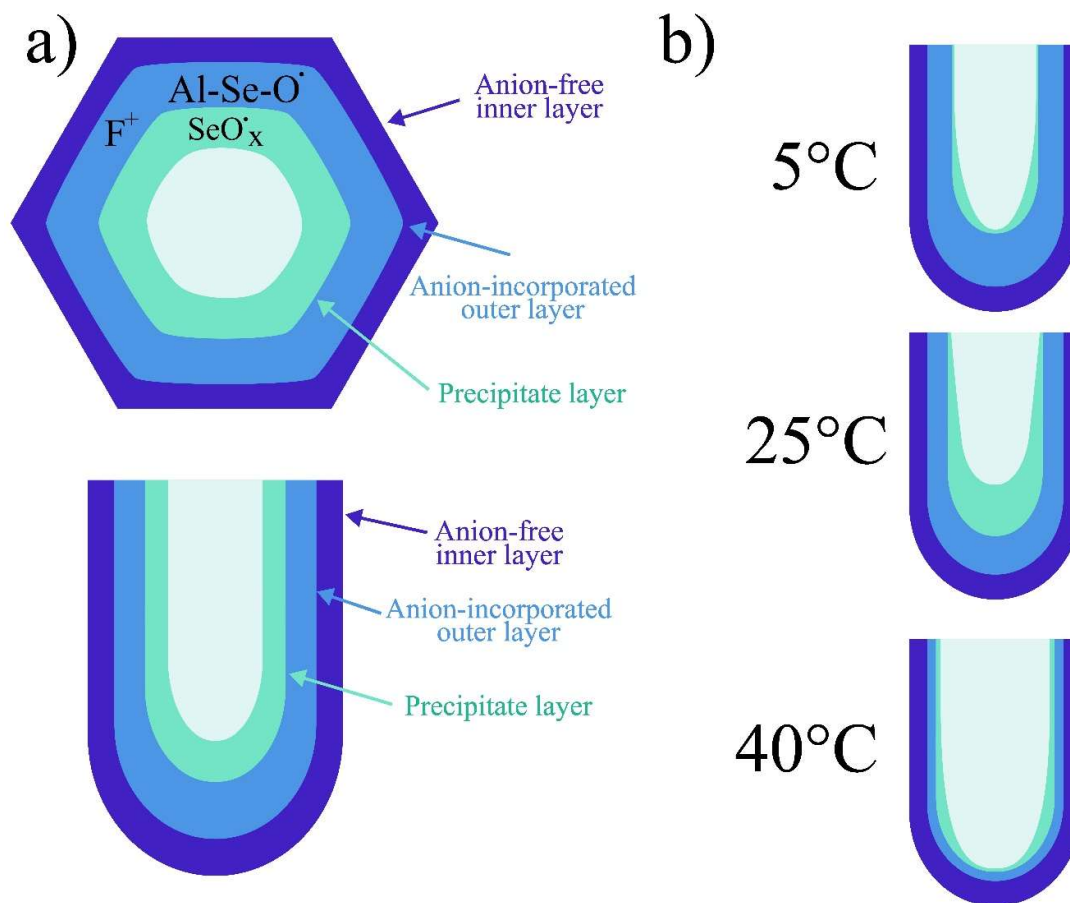 a)
Al-Se-O•
F+
SeO•x
Anion-free
inner layer
Anion-incorporated
outer layer
Precipitate layer
Anion-free
inner layer
Anion-incorporated
outer layer
Precipitate layer
b)
5°C
25°C
40°C